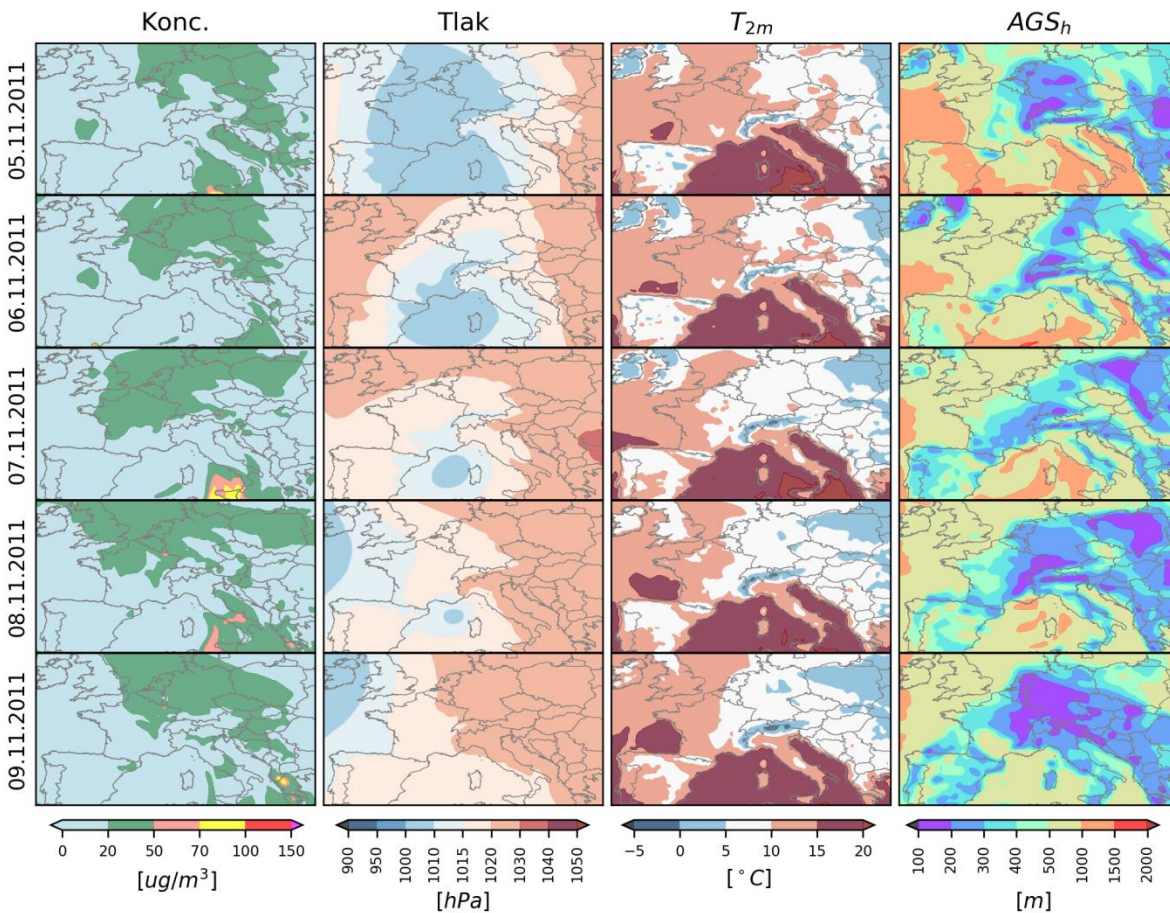 Konc. Tlak T₂ₘ AGSₕ
05.11.2011
06.11.2011
07.11.2011
08.11.2011
09.11.2011
0 20 50 70 100 150
[ug/m³]
900 950 1000 1010 1015 1020 1030 1040 1050
[hPa]
−5 0 5 10 15 20
[°C]
100 200 300 400 500 1000 1500 2000
[m]